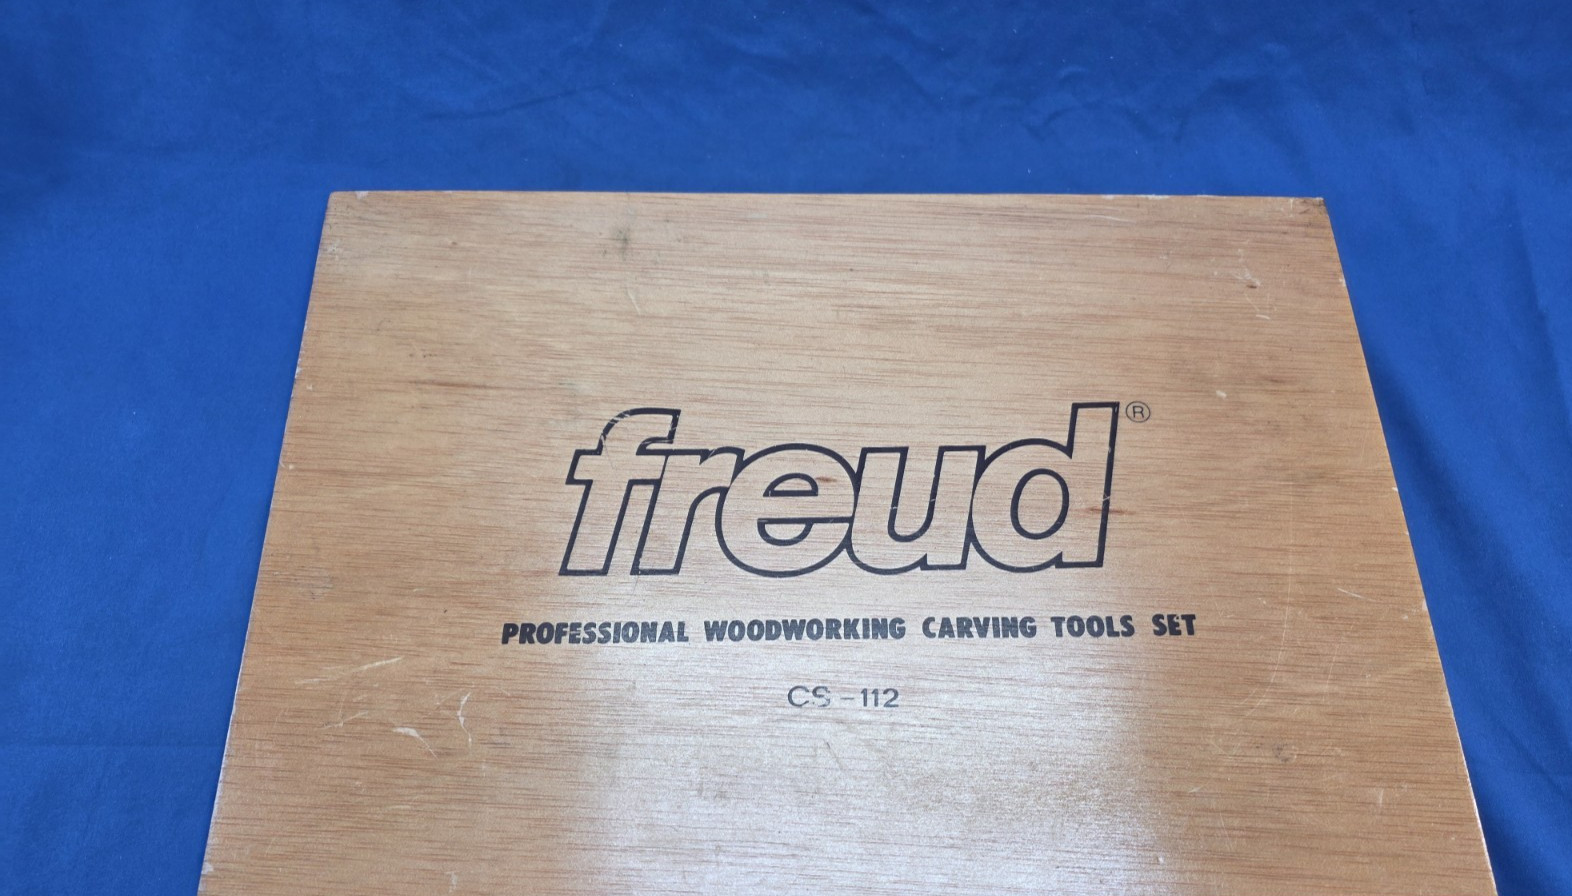 freud®
PROFESSIONAL WOODWORKING CARVING TOOLS SET
CS-112